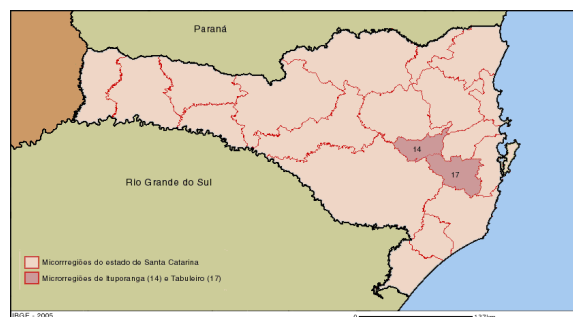 Paraná
14
17
Rio Grande do Sul
Micorrregiões do estado de Santa Catarina
Microrregiões de Ituporanga (14) e Tabuleiro (17)
IBGE - 2005
0 137km